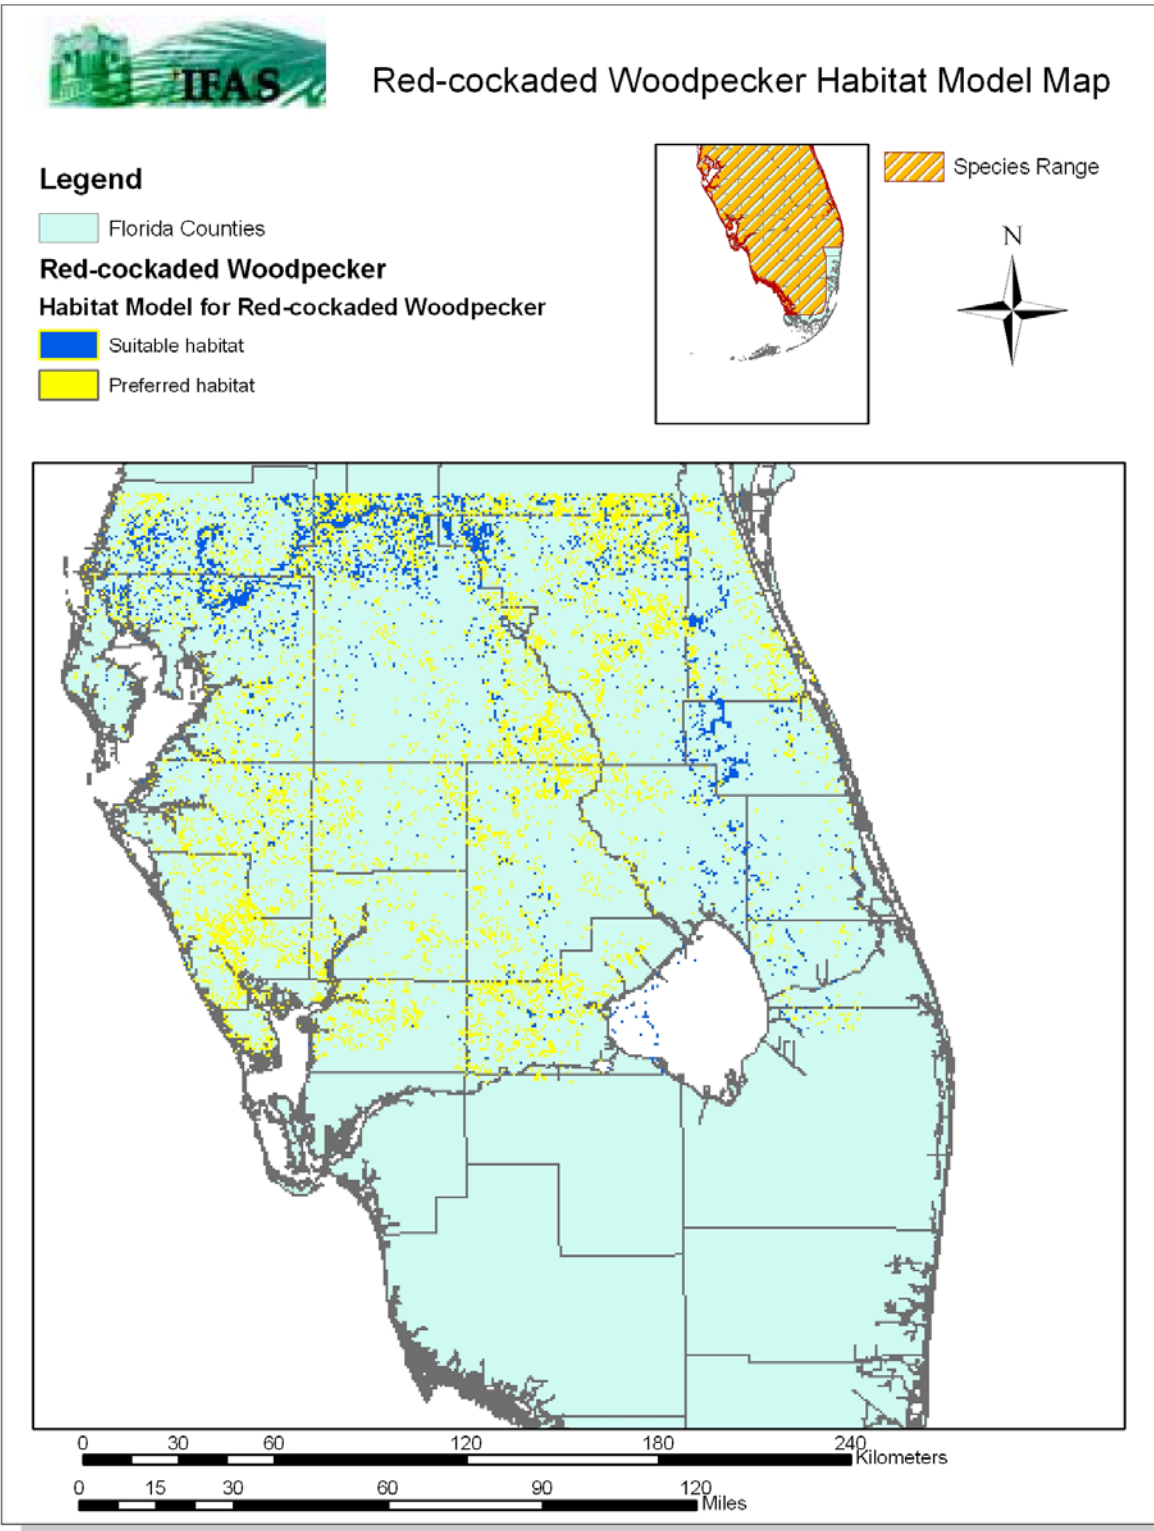 IFAS
Red-cockaded Woodpecker Habitat Model Map
Legend
Florida Counties
Red-cockaded Woodpecker
Habitat Model for Red-cockaded Woodpecker
Suitable habitat
Preferred habitat
Species Range
N
0 30 60 120 180 240
Kilometers
0 15 30 60 90 120
Miles